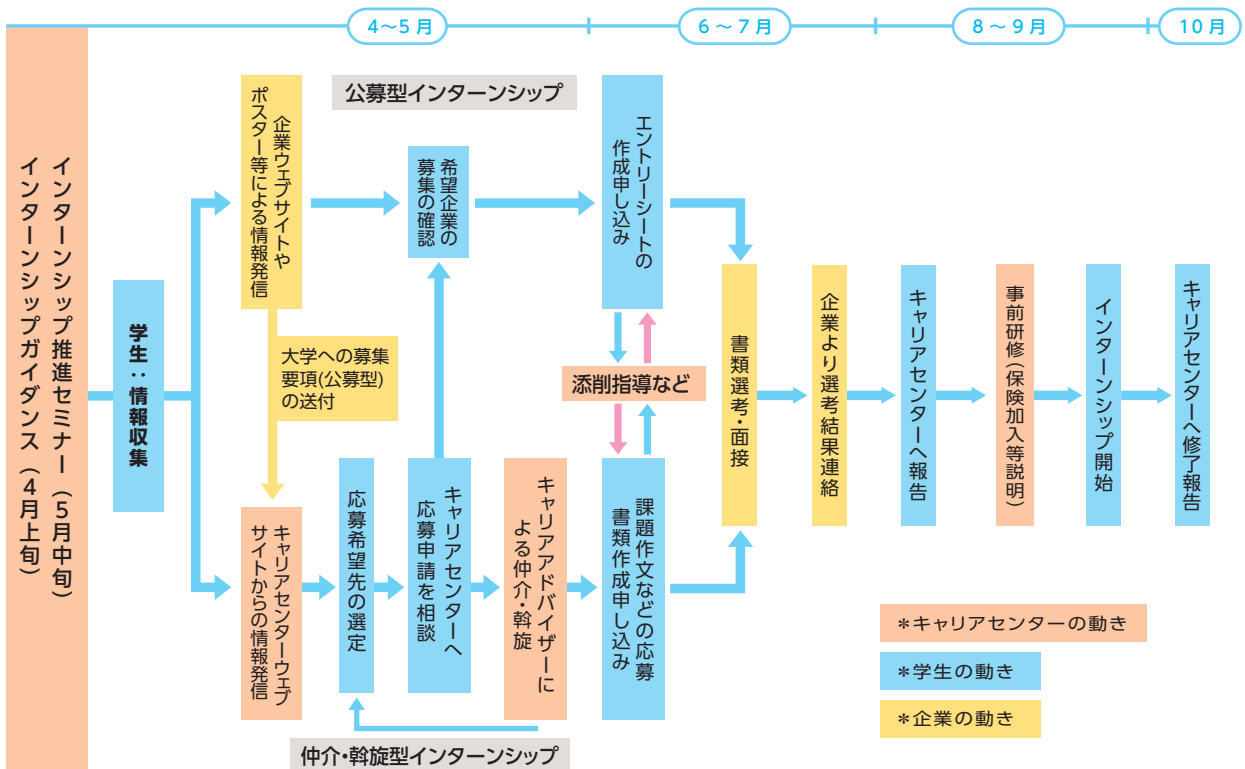 4～5月
6～7月
8～9月
10月
インターンシップ推進セミナー（5月中旬）
インターンシップガイダンス（4月上旬）
学生：情報収集
公募型インターンシップ
企業ウェブサイトや
ポスター等による情報発信
希望企業の
募集の確認
エントリーシートの
作成申し込み
大学への募集
要項(公募型)
の送付
添削指導など
キャリアセンターウェブ
サイトからの情報発信
応募希望先の選定
キャリアセンターへ
応募申請を相談
キャリアアドバイザーに
よる仲介・斡旋
課題作文などの応募
書類作成申し込み
仲介・斡旋型インターンシップ
書類選考・面接
企業より選考結果連絡
キャリアセンターへ報告
事前研修（保険加入等説明）
インターンシップ開始
キャリアセンターへ修了報告
＊キャリアセンターの動き
＊学生の動き
＊企業の動き